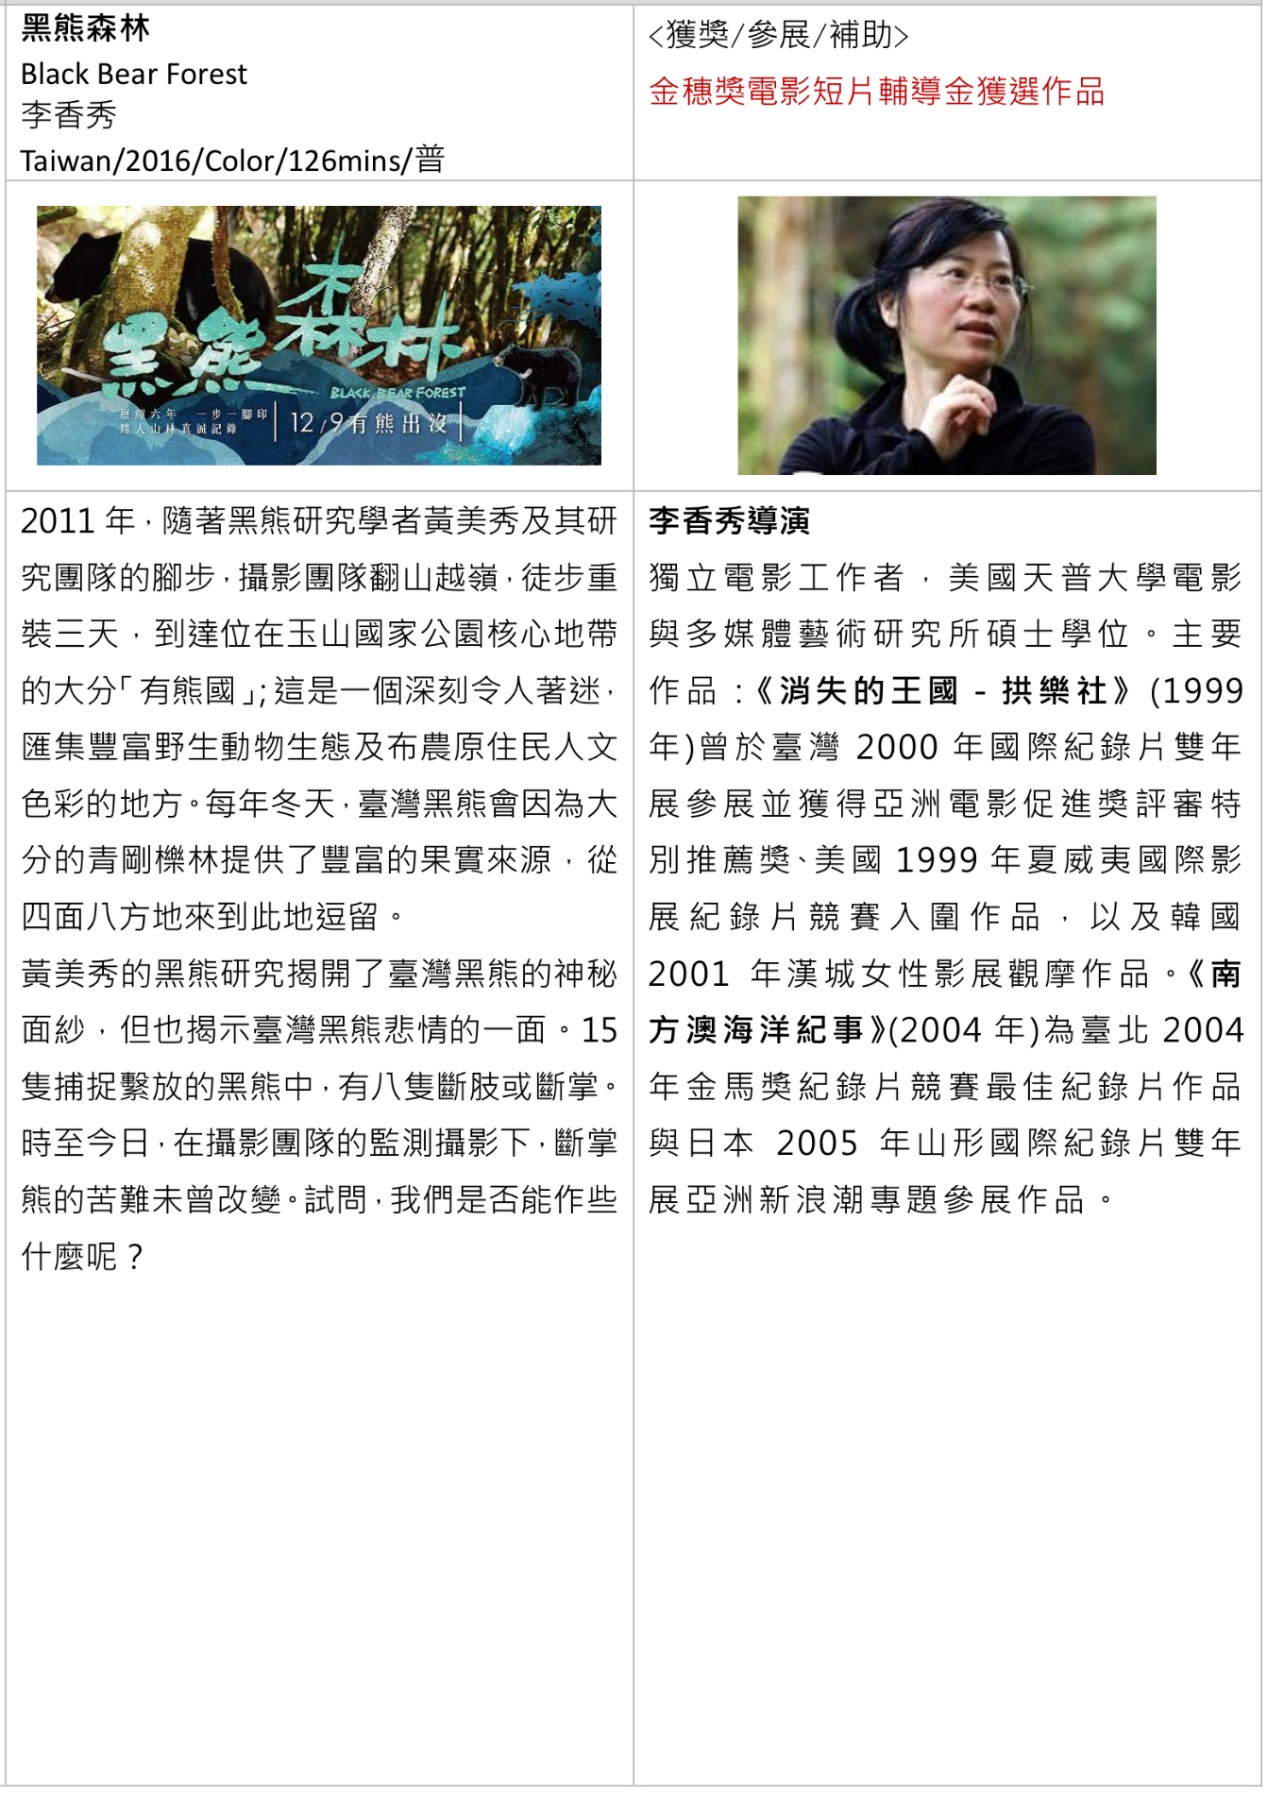 黑熊森林
Black Bear Forest
李香秀
Taiwan/2016/Color/126mins/普
<獲獎/參展/補助>
金穗獎電影短片輔導金獲選作品
黑熊森林
BLACK BEAR FOREST
歷經六年 一步一腳印
踏入山林真誠記錄
12/9有熊出沒
2011 年，隨著黑熊研究學者黃美秀及其研
究團隊的腳步，攝影團隊翻山越嶺，徒步重
裝三天，到達位在玉山國家公園核心地帶
的大分「有熊國」；這是一個深刻令人著迷，
匯集豐富野生動物生態及布農原住民人文
色彩的地方。每年冬天，臺灣黑熊會因為大
分的青剛櫟林提供了豐富的果實來源，從
四面八方地來到此地逗留。
黃美秀的黑熊研究揭開了臺灣黑熊的神秘
面紗，但也揭示臺灣黑熊悲情的一面。15
隻捕捉繫放的黑熊中，有八隻斷肢或斷掌。
時至今日，在攝影團隊的監測攝影下，斷掌
熊的苦難未曾改變。試問，我們是否能作些
什麼呢？
李香秀導演
獨立電影工作者，美國天普大學電影
與多媒體藝術研究所碩士學位。主要
作品：《消失的王國－拱樂社》(1999
年)曾於臺灣 2000 年國際紀錄片雙年
展參展並獲得亞洲電影促進獎評審特
別推薦獎、美國 1999 年夏威夷國際影
展紀錄片競賽入圍作品，以及韓國
2001 年漢城女性影展觀摩作品。《南
方澳海洋紀事》(2004 年)為臺北 2004
年金馬獎紀錄片競賽最佳紀錄片作品
與日本 2005 年山形國際紀錄片雙年
展亞洲新浪潮專題參展作品。